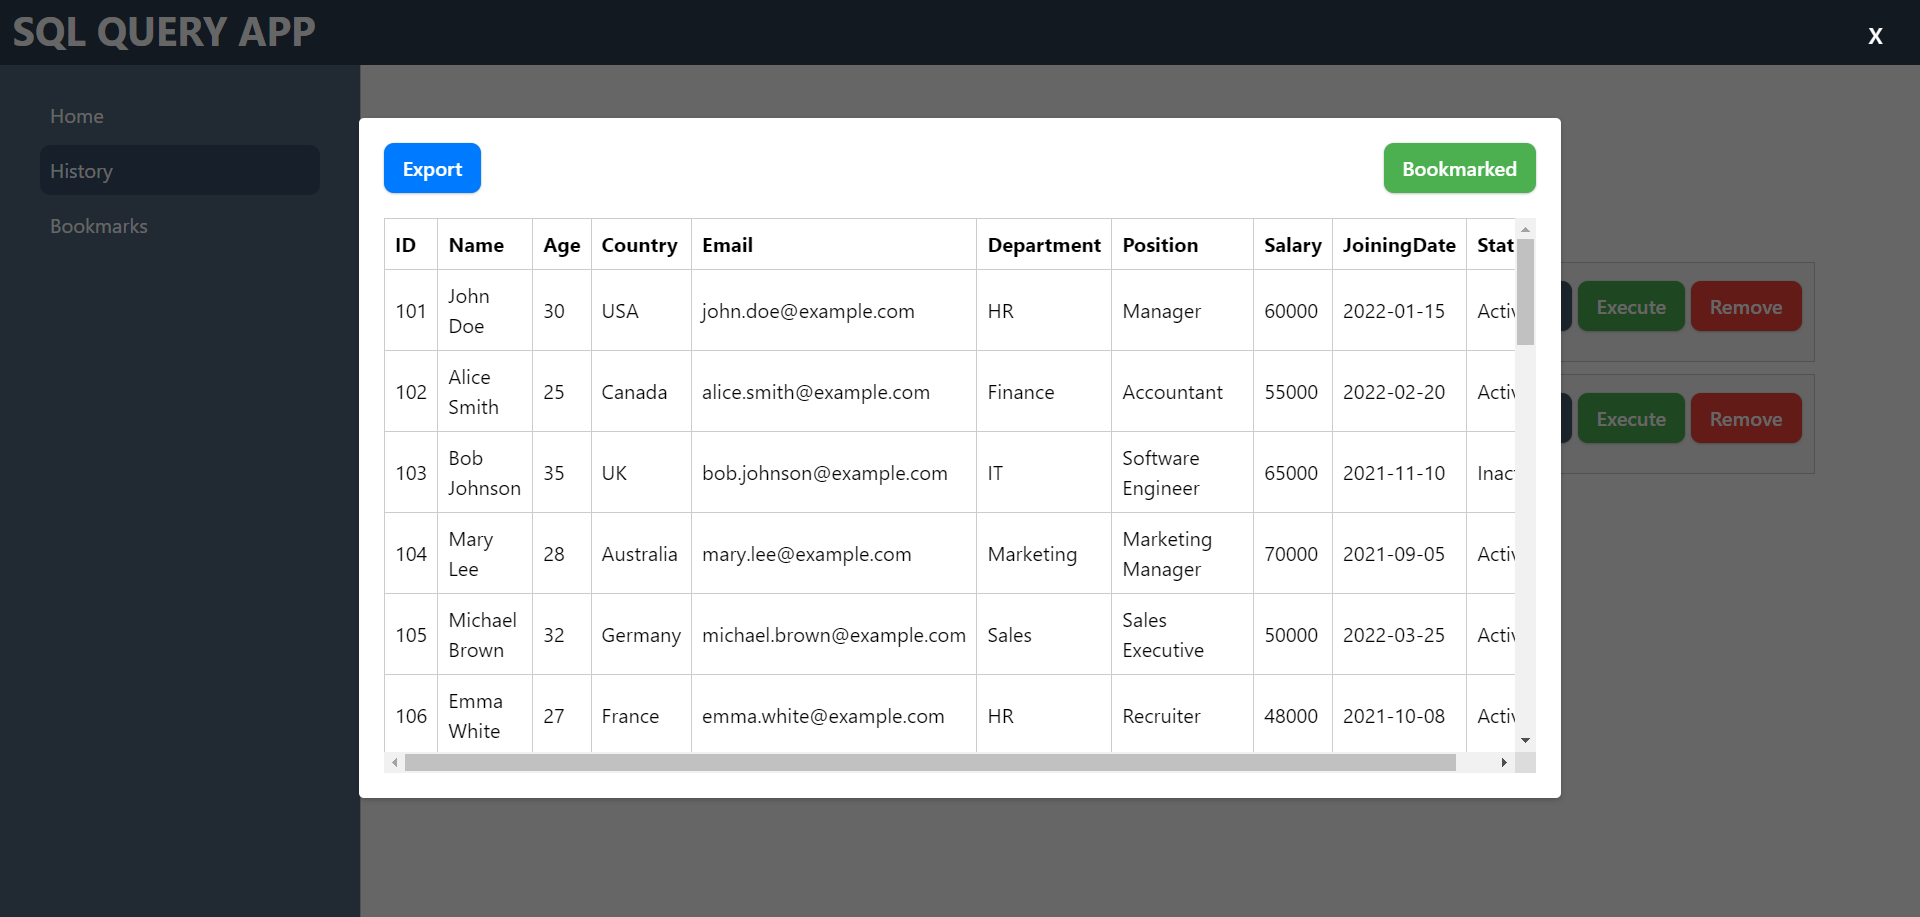 SQL QUERY APP
X
Home
History
Bookmarks
Export
Bookmarked
ID Name Age Country Email Department Position Salary JoiningDate Stat
101 John Doe 30 USA john.doe@example.com HR Manager 60000 2022-01-15 Activ
102 Alice Smith 25 Canada alice.smith@example.com Finance Accountant 55000 2022-02-20 Activ
103 Bob Johnson 35 UK bob.johnson@example.com IT Software Engineer 65000 2021-11-10 Inac
104 Mary Lee 28 Australia mary.lee@example.com Marketing Marketing Manager 70000 2021-09-05 Activ
105 Michael Brown 32 Germany michael.brown@example.com Sales Sales Executive 50000 2022-03-25 Activ
106 Emma White 27 France emma.white@example.com HR Recruiter 48000 2021-10-08 Activ
Execute Remove
Execute Remove